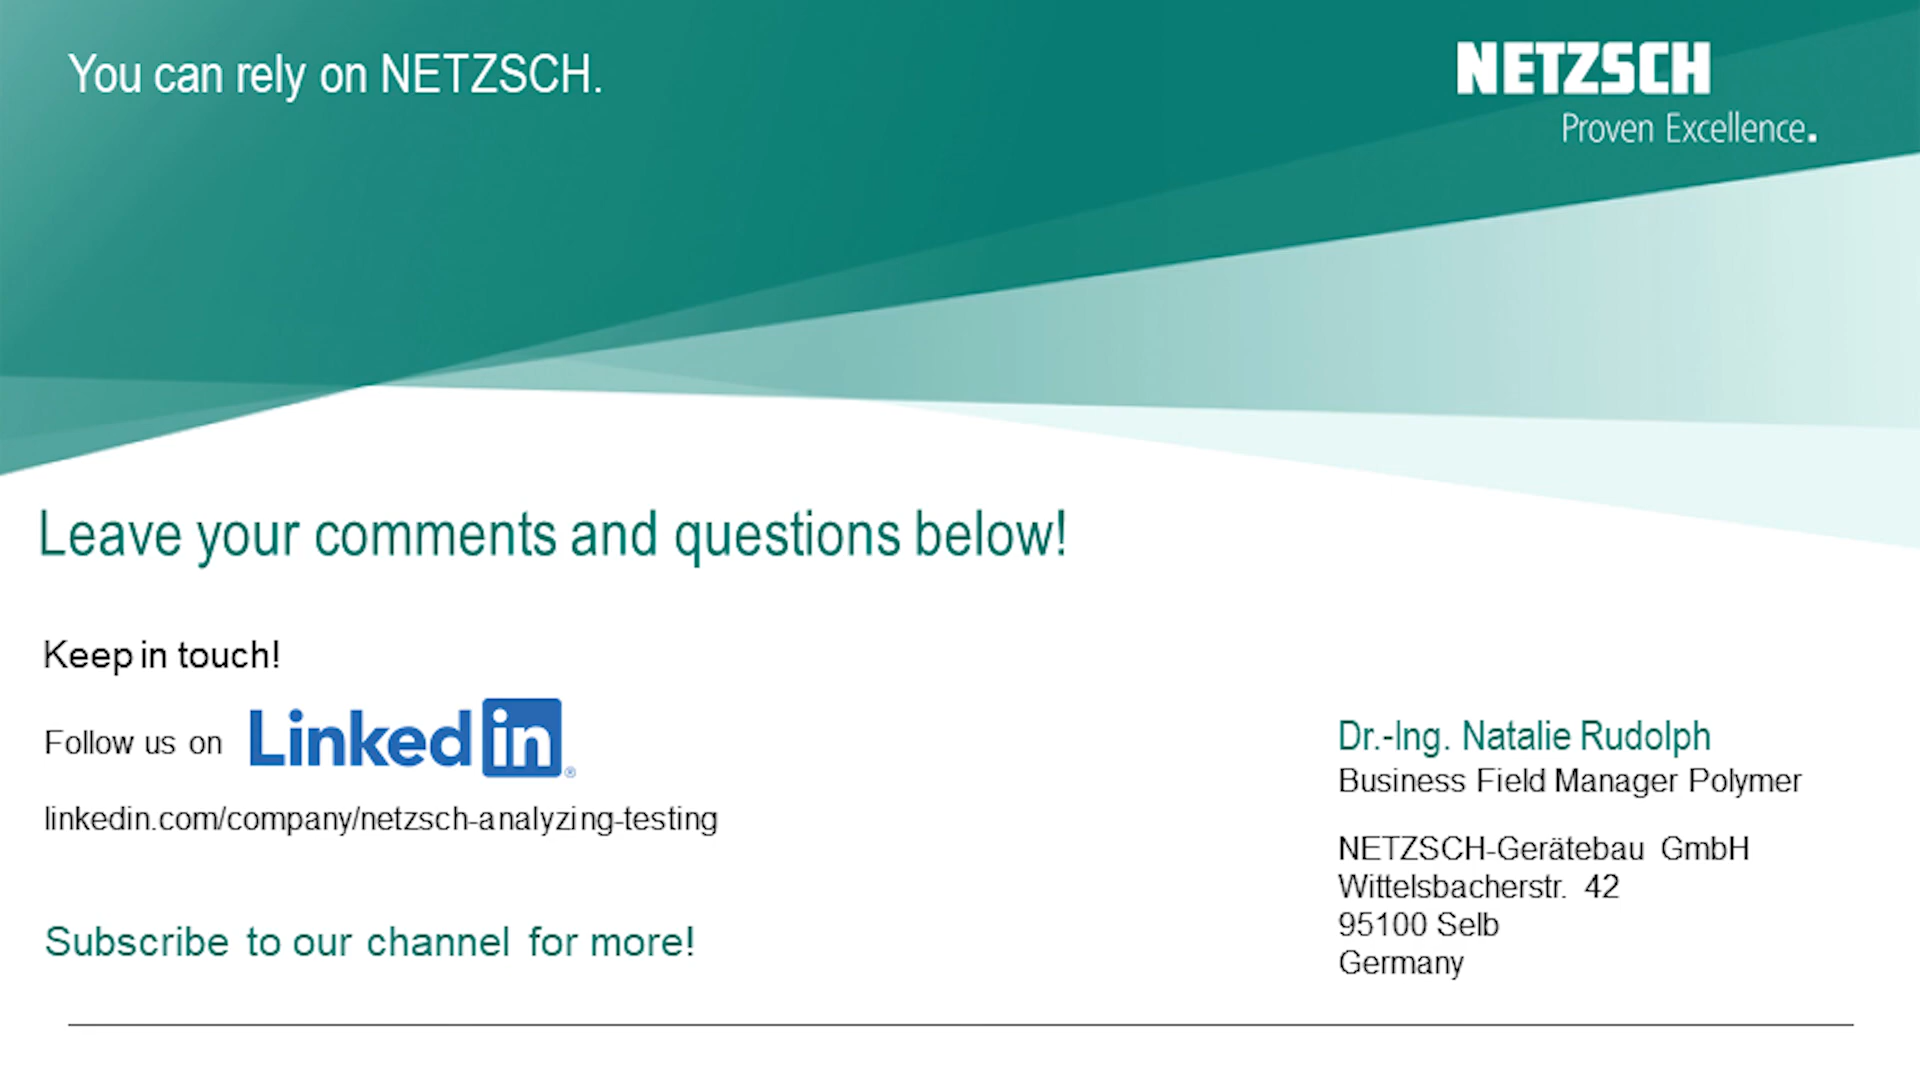 You can rely on NETZSCH.
NETZSCH
Proven Excellence.
Leave your comments and questions below!
Keep in touch!
Follow us on LinkedIn®
linkedin.com/company/netzsch-analyzing-testing
Subscribe to our channel for more!
Dr.-Ing. Natalie Rudolph
Business Field Manager Polymer
NETZSCH-Gerätebau GmbH
Wittelsbacherstr. 42
95100 Selb
Germany